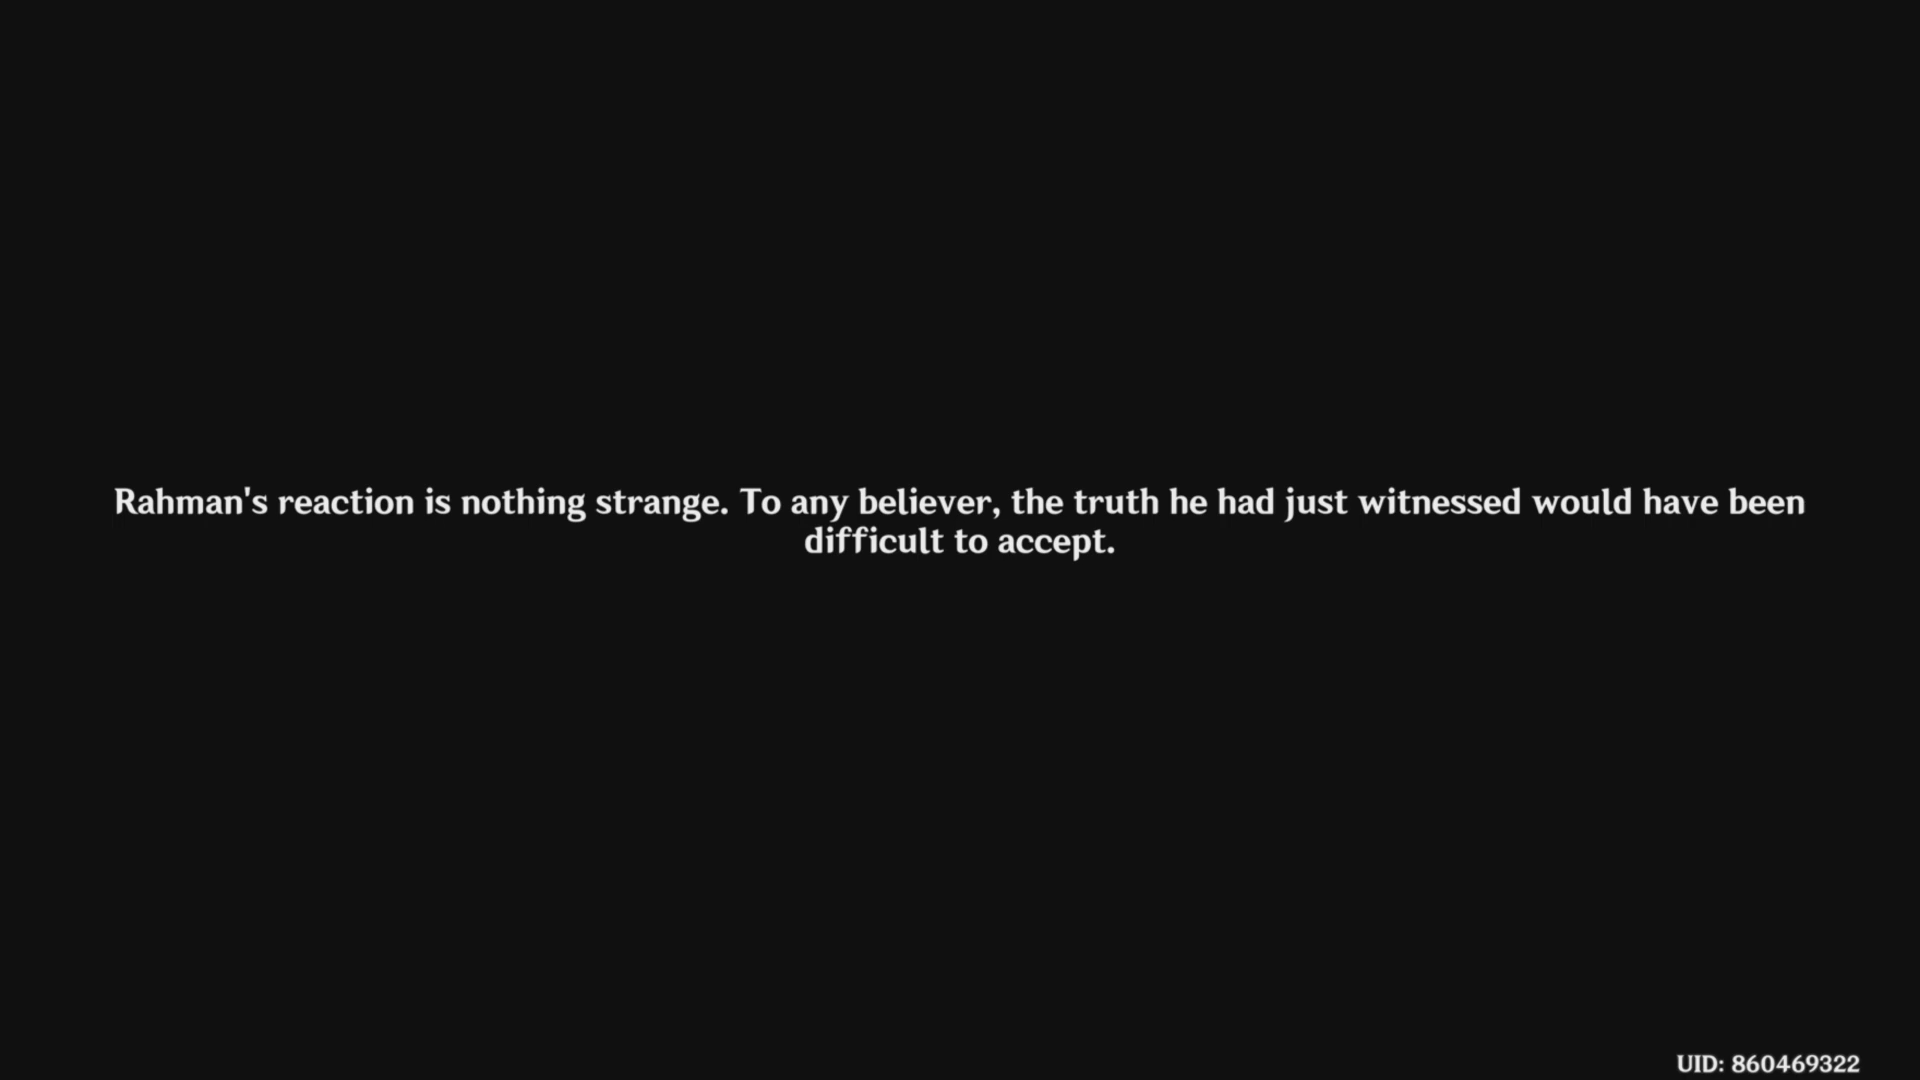 Rahman's reaction is nothing strange. To any believer, the truth he had just witnessed would have been
difficult to accept.
UID: 860469322